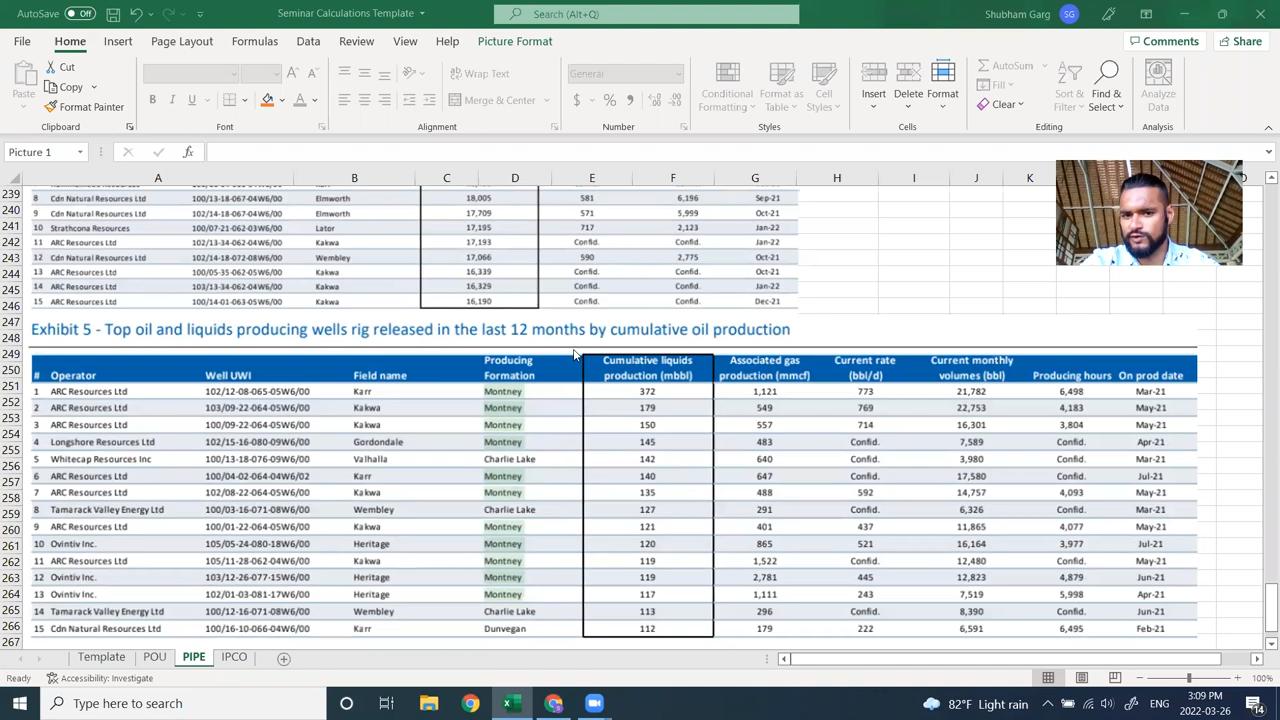 AutoSave Off Seminar Calculations Template Search (Alt+Q) Shubham Garg SG
File Home Insert Page Layout Formulas Data Review View Help Picture Format Comments Share
Paste Cut Copy Format Painter Clipboard
B I U A A Font
Wrap Text Merge & Center Alignment
General $ % Number
Conditional Formatting Format as Table Cell Styles Styles
Insert Delete Format Cells
AutoSum Fill Clear Sort & Filter Find & Select Editing
Analyze Data Analysis
Picture 1 fx
A B C D E F G H I J K
239
240 8 Cdn Natural Resources Ltd 100/13-18-067-04W6/00 Elmworth 18,005 581 6,196 Sep-21
9 Cdn Natural Resources Ltd 102/14-18-067-04W6/00 Elmworth 17,709 571 5,999 Oct-21
241 10 Strathcona Resources 100/07-21-062-03W6/00 Lator 17,195 717 2,123 Jan-22
242 11 ARC Resources Ltd 102/13-34-062-04W6/00 Kakwa 17,193 Confid. Confid. Jan-22
243 12 Cdn Natural Resources Ltd 102/14-18-072-08W6/00 Wembley 17,066 590 2,775 Oct-21
244 13 ARC Resources Ltd 100/05-35-062-05W6/00 Kakwa 16,339 Confid. Confid. Oct-21
245 14 ARC Resources Ltd 100/13-34-062-04W6/00 Kakwa 16,329 Confid. Confid. Jan-22
246 15 ARC Resources Ltd 100/14-01-063-05W6/00 Kakwa 16,190 Confid. Confid. Dec-21
247
248 Exhibit 5 - Top oil and liquids producing wells rig released in the last 12 months by cumulative oil production
249 Producing Cumulative liquids Associated gas Current rate Current monthly
250 # Operator Well UWI Field name Formation production (mbbl) production (mmcf) (bbl/d) volumes (bbl) Producing hours On prod date
251 1 ARC Resources Ltd 102/12-08-065-05W6/00 Karr Montney 372 1,121 773 21,782 6,498 Mar-21
252 2 ARC Resources Ltd 103/09-22-064-05W6/00 Kakwa Montney 179 549 769 22,753 4,183 May-21
253 3 ARC Resources Ltd 100/09-22-064-05W6/00 Kakwa Montney 150 557 714 16,301 3,804 May-21
254 4 Longshore Resources Ltd 102/15-16-080-09W6/00 Gordondale Montney 145 483 Confid. 7,589 Confid. Apr-21
255 5 Whitecap Resources Inc 100/13-18-076-09W6/00 Valhalla Charlie Lake 142 640 Confid. 3,980 Confid. Mar-21
256 6 ARC Resources Ltd 100/04-02-064-04W6/02 Karr Montney 140 647 Confid. 17,580 Confid. Jul-21
257 7 ARC Resources Ltd 102/08-22-064-05W6/00 Kakwa Montney 135 488 592 14,757 4,093 May-21
258 8 Tamarack Valley Energy Ltd 100/03-16-071-08W6/00 Wembley Charlie Lake 127 291 Confid. 6,326 Confid. Mar-21
259 9 ARC Resources Ltd 100/01-22-064-05W6/00 Kakwa Montney 121 401 437 11,865 4,077 May-21
260 10 Ovintiv Inc. 105/05-24-080-18W6/00 Heritage Montney 120 865 521 16,164 3,977 Jul-21
261 11 ARC Resources Ltd 105/11-28-062-04W6/00 Kakwa Montney 119 1,522 Confid. 12,480 Confid. May-21
262
263 12 Ovintiv Inc. 103/12-26-077-15W6/00 Heritage Montney 119 2,781 445 12,823 4,879 Jun-21
264 13 Ovintiv Inc. 102/01-03-081-17W6/00 Heritage Montney 117 1,111 243 7,519 5,998 Apr-21
265 14 Tamarack Valley Energy Ltd 100/12-16-071-08W6/00 Wembley Charlie Lake 113 296 Confid. 8,390 Confid. Jun-21
266 15 Cdn Natural Resources Ltd 100/16-10-066-04W6/00 Karr Dunvegan 112 179 222 6,591 6,495 Feb-21
267
Template POU PIPE IPCO
Ready Accessibility: Investigate 100%
Type here to search 82°F Light rain ENG 3:09 PM 2022-03-26